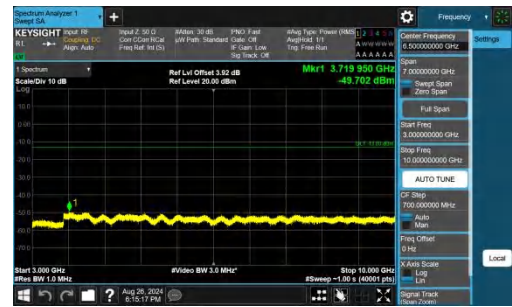 Spectrum Analyzer 1
Swept SA
+
Frequency
KEYSIGHT
RL
Input: RF
Coupling: DC
Align: Auto
Input Z: 50 Ω
Corr CCorr RCal
Freq Ref: Int (S)
#Atten: 30 dB
µW Path: Standard
PNO: Fast
Gate: Off
IF Gain: Low
Sig Track: Off
#Avg Type: Power (RMS)
Avg|Hold: 1/1
Trig: Free Run
1 Spectrum
Scale/Div 10 dB
Log
Ref Lvl Offset 3.92 dB
Ref Level 20.00 dBm
Mkr1 3.719 950 GHz
-49.702 dBm
10.0
0.00
-10.0
-20.0
-30.0
-40.0
-50.0
-60.0
-70.0
1
Start 3.000 GHz
#Res BW 1.0 MHz
#Video BW 3.0 MHz*
Stop 10.000 GHz
#Sweep ~1.00 s (40001 pts)
Aug 26, 2024
6:15:17 PM
Center Frequency
6.500000000 GHz
Settings
Span
7.00000000 GHz
Swept Span
Zero Span
Full Span
Start Freq
3.000000000 GHz
Stop Freq
10.000000000 GHz
AUTO TUNE
CF Step
700.000000 MHz
Auto
Man
Freq Offset
0 Hz
X Axis Scale
Log
Lin
Signal Track
(Span Zoom)
Local